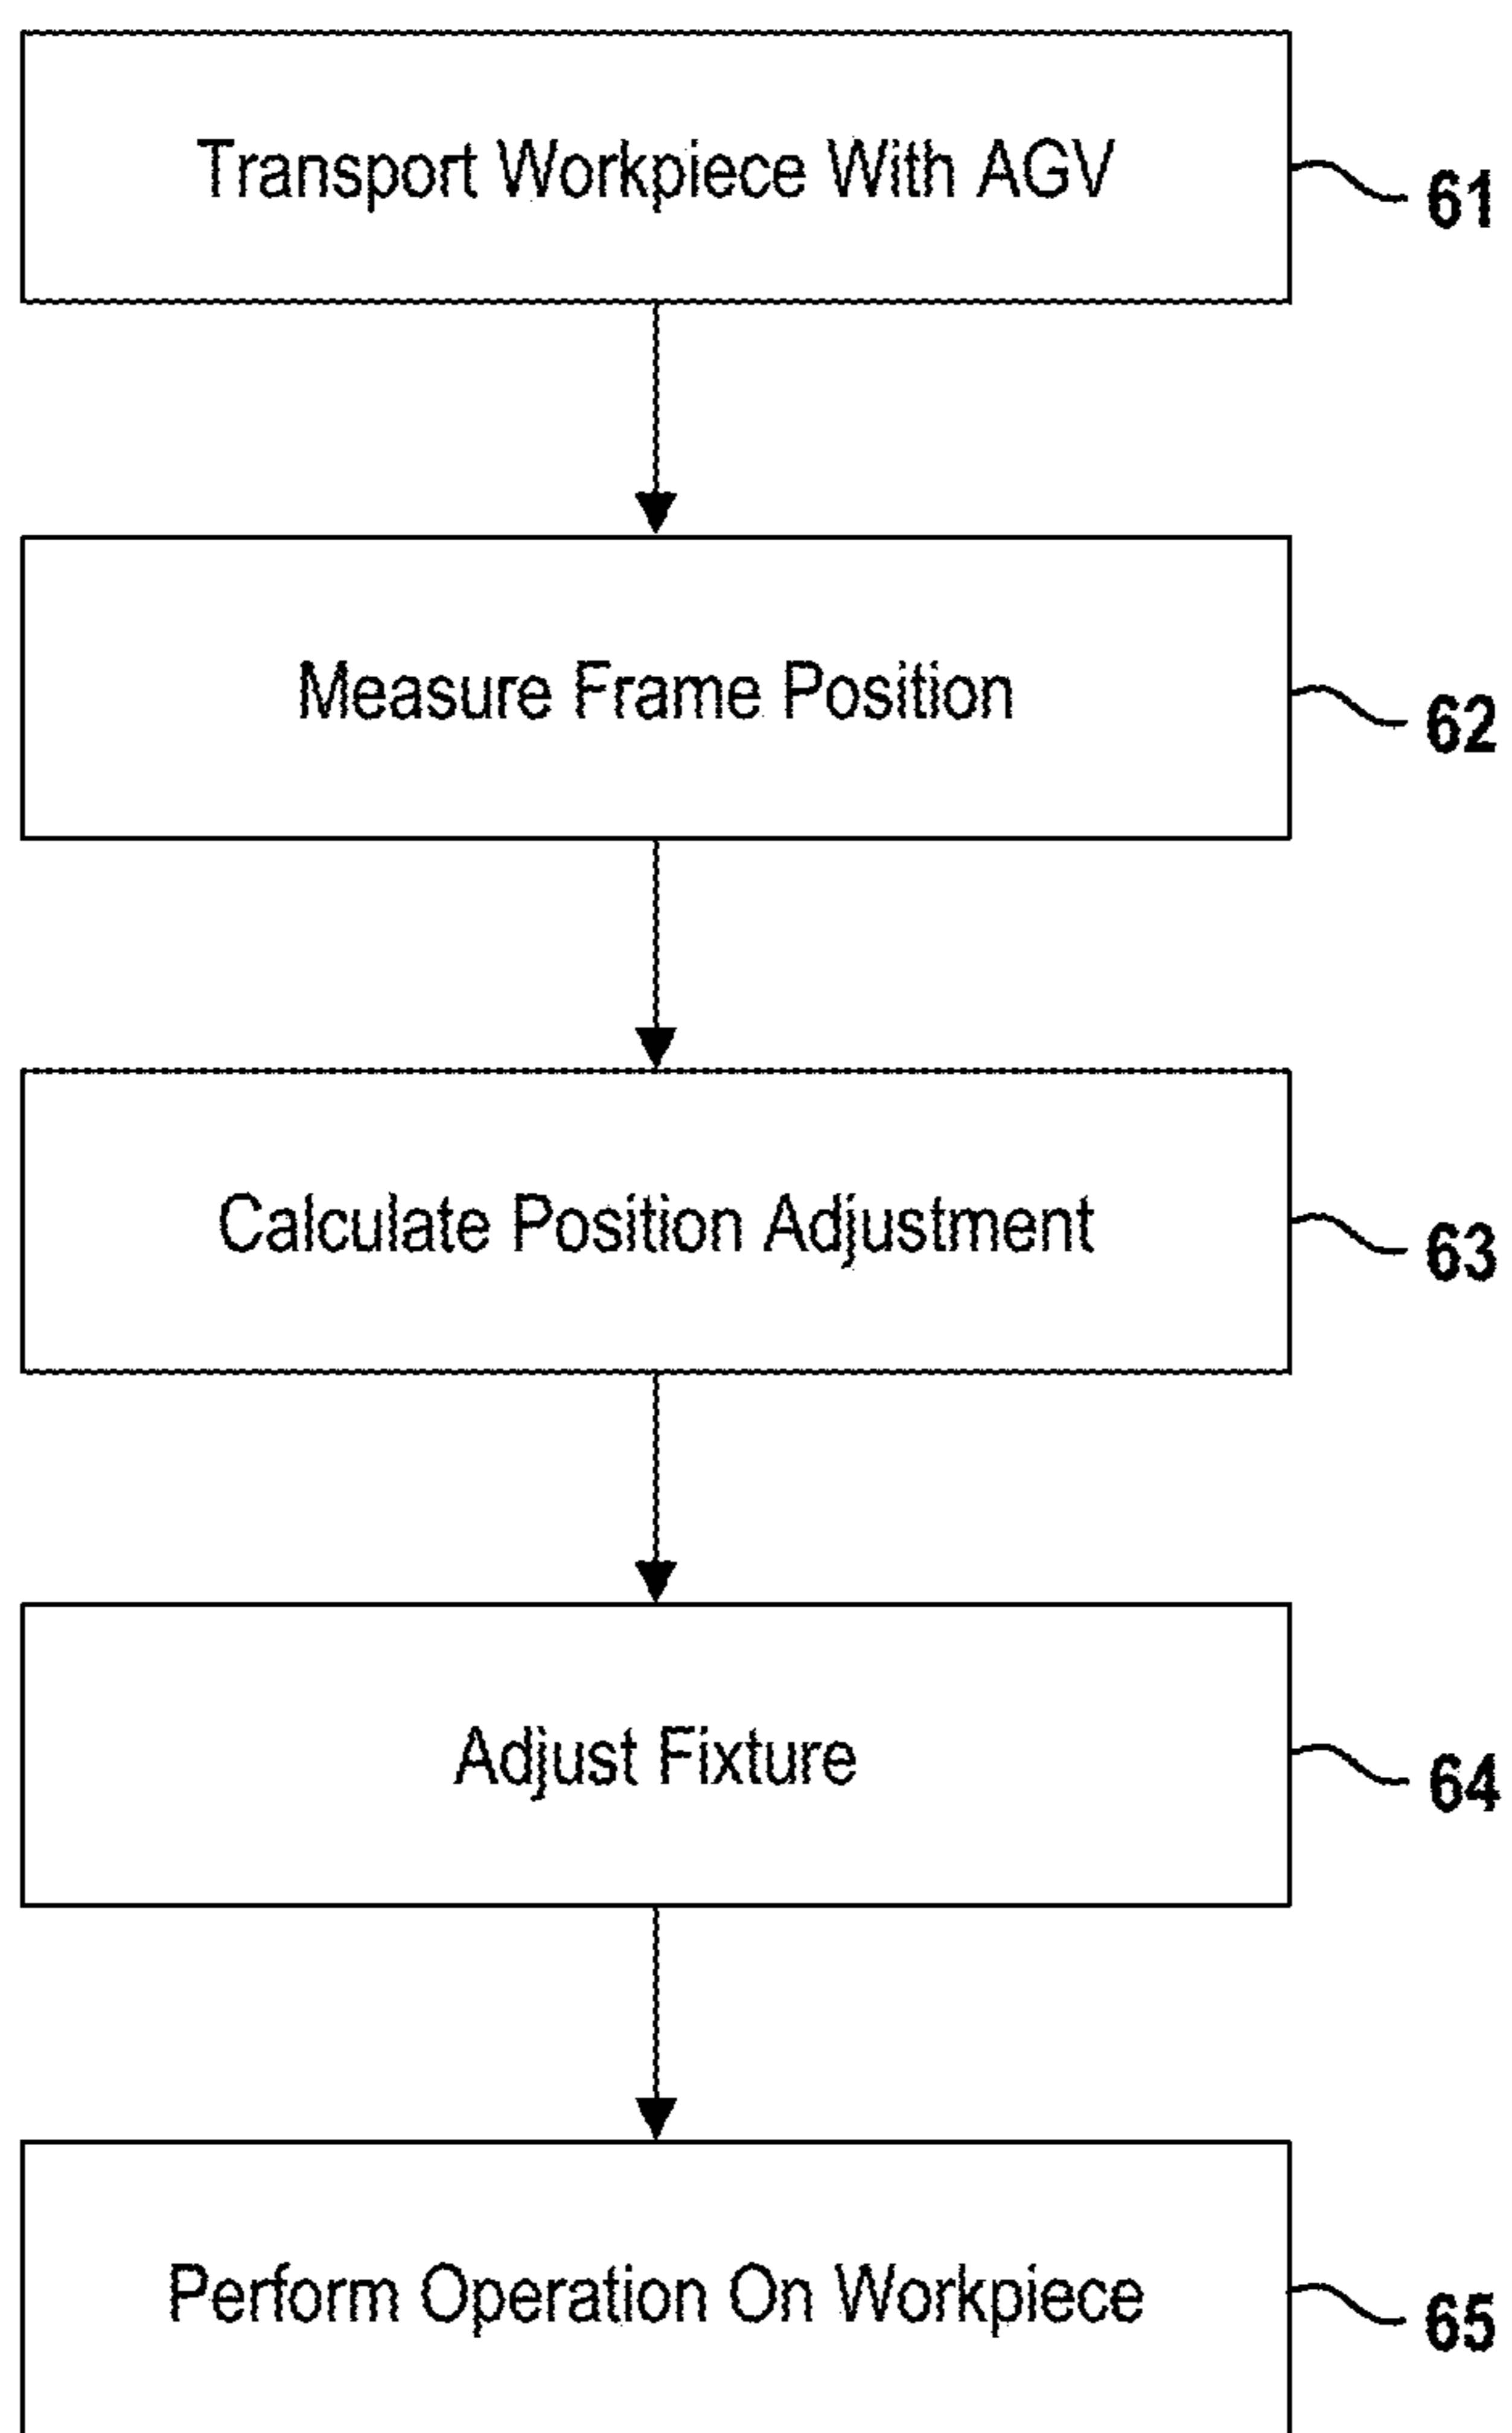 Transport Workpiece With AGV
61
Measure Frame Position
62
Calculate Position Adjustment
63
Adjust Fixture
64
Perform Operation On Workpiece
65